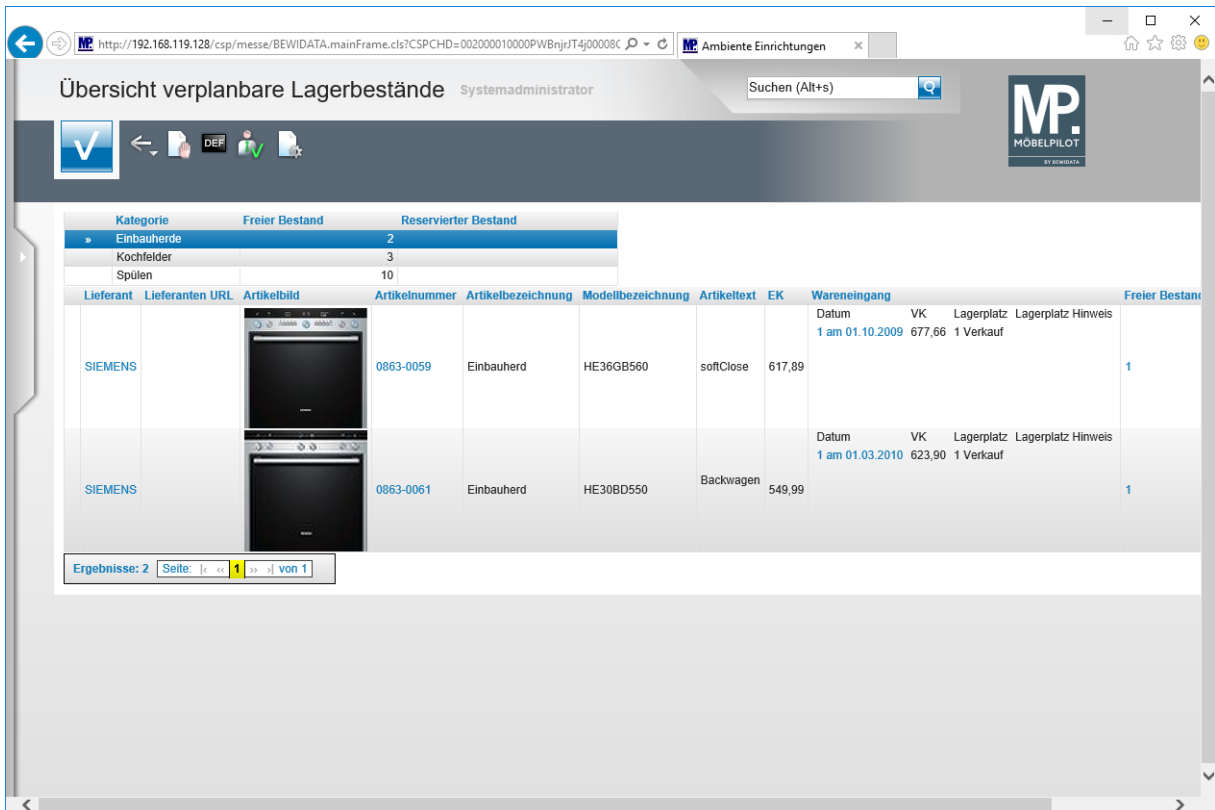 http://192.168.119.128/csp/messe/BEWIDATA.mainFrame.cls?CSPCHD=002000010000PWBnjrJT4j00008(
MP. Ambiente Einrichtungen
Übersicht verplanbare Lagerbestände Systemadministrator
Suchen (Alt+s)
MP.
MÖBELPILOT
BY BEWIDATA
DEF
Kategorie Freier Bestand Reservierter Bestand
» Einbauherde 2
Kochfelder 3
Spülen 10
Lieferant Lieferanten URL Artikelbild Artikelnummer Artikelbezeichnung Modellbezeichnung Artikeltext EK Wareneingang Freier Bestand
Datum VK Lagerplatz Lagerplatz Hinweis
1 am 01.10.2009 677,66 1 Verkauf
SIEMENS 0863-0059 Einbauherd HE36GB560 softClose 617,89 1
Datum VK Lagerplatz Lagerplatz Hinweis
1 am 01.03.2010 623,90 1 Verkauf
SIEMENS 0863-0061 Einbauherd HE30BD550 Backwagen 549,99 1
Ergebnisse: 2 Seite: |‹ ‹‹ 1 ›› ›| von 1